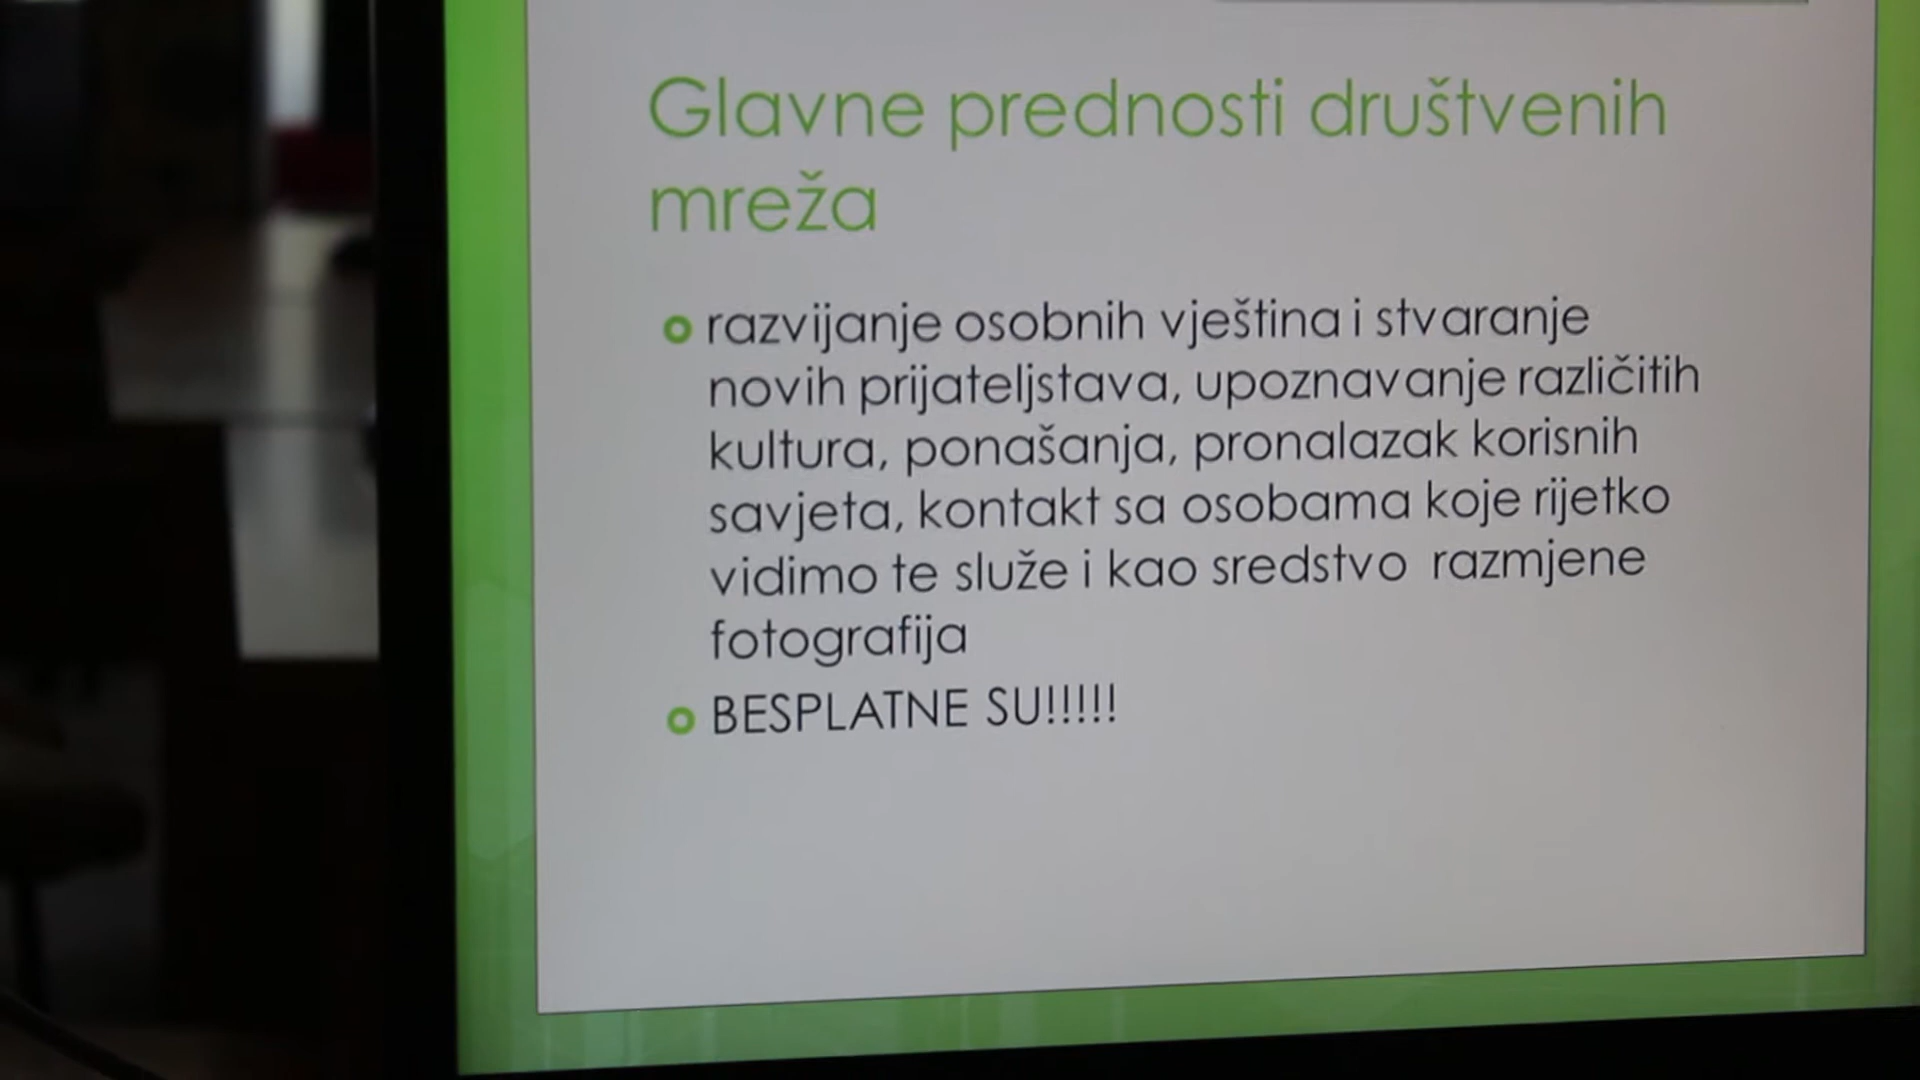 Glavne prednosti društvenih
mreža
razvijanje osobnih vještina i stvaranje
novih prijateljstava, upoznavanje različitih
kultura, ponašanja, pronalazak korisnih
savjeta, kontakt sa osobama koje rijetko
vidimo te služe i kao sredstvo razmjene
fotografija
BESPLATNE SU!!!!!